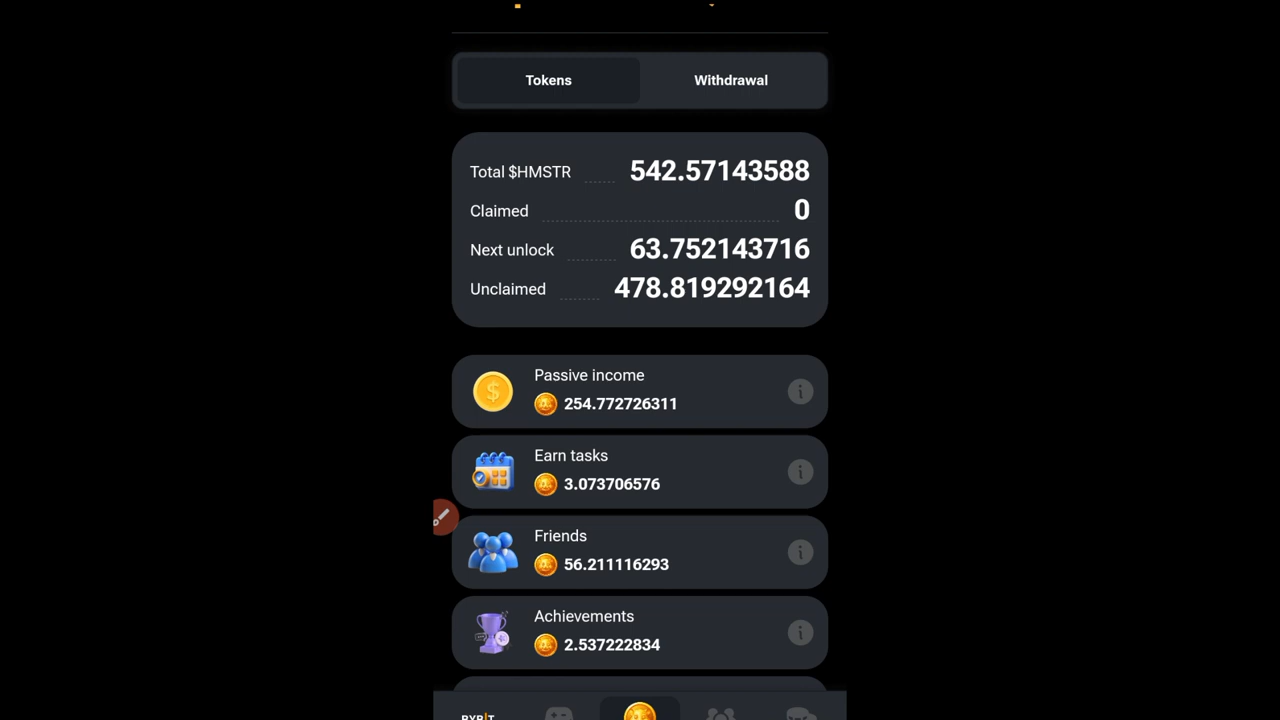 Tokens
Withdrawal
Total $HMSTR 542.57143588
Claimed 0
Next unlock 63.752143716
Unclaimed 478.819292164
Passive income
254.772726311
Earn tasks
3.073706576
Friends
56.211116293
Achievements
2.537222834